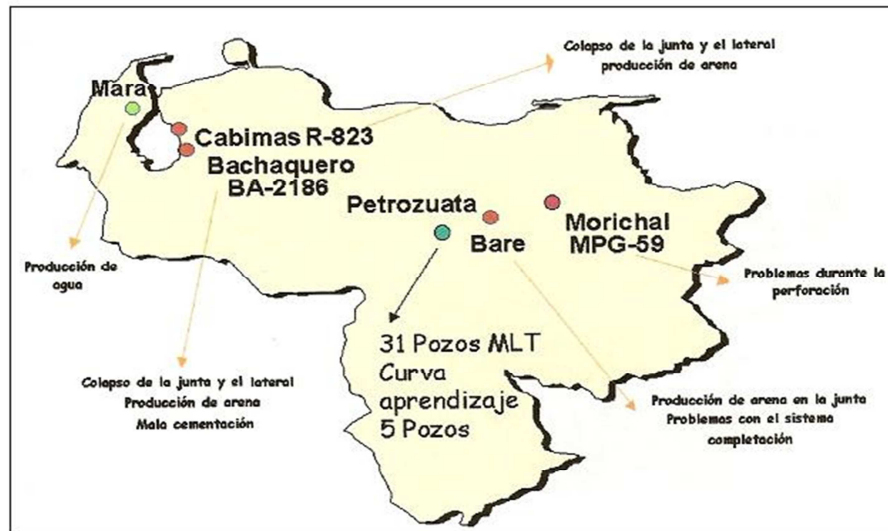 Colapso de la junta y el lateral
producción de arena
Mara
Cabimas R-823
Bachaquero
BA-2186
Petrozuata
Bare
Morichal
MPG-59
Producción de
agua
Problemas durante la
perforación
31 Pozos MLT
Curva
aprendizaje
5 Pozos
Colapso de la junta y el lateral
Producción de arena
Mala cementación
Producción de arena en la junta
Problemas con el sistema
completación